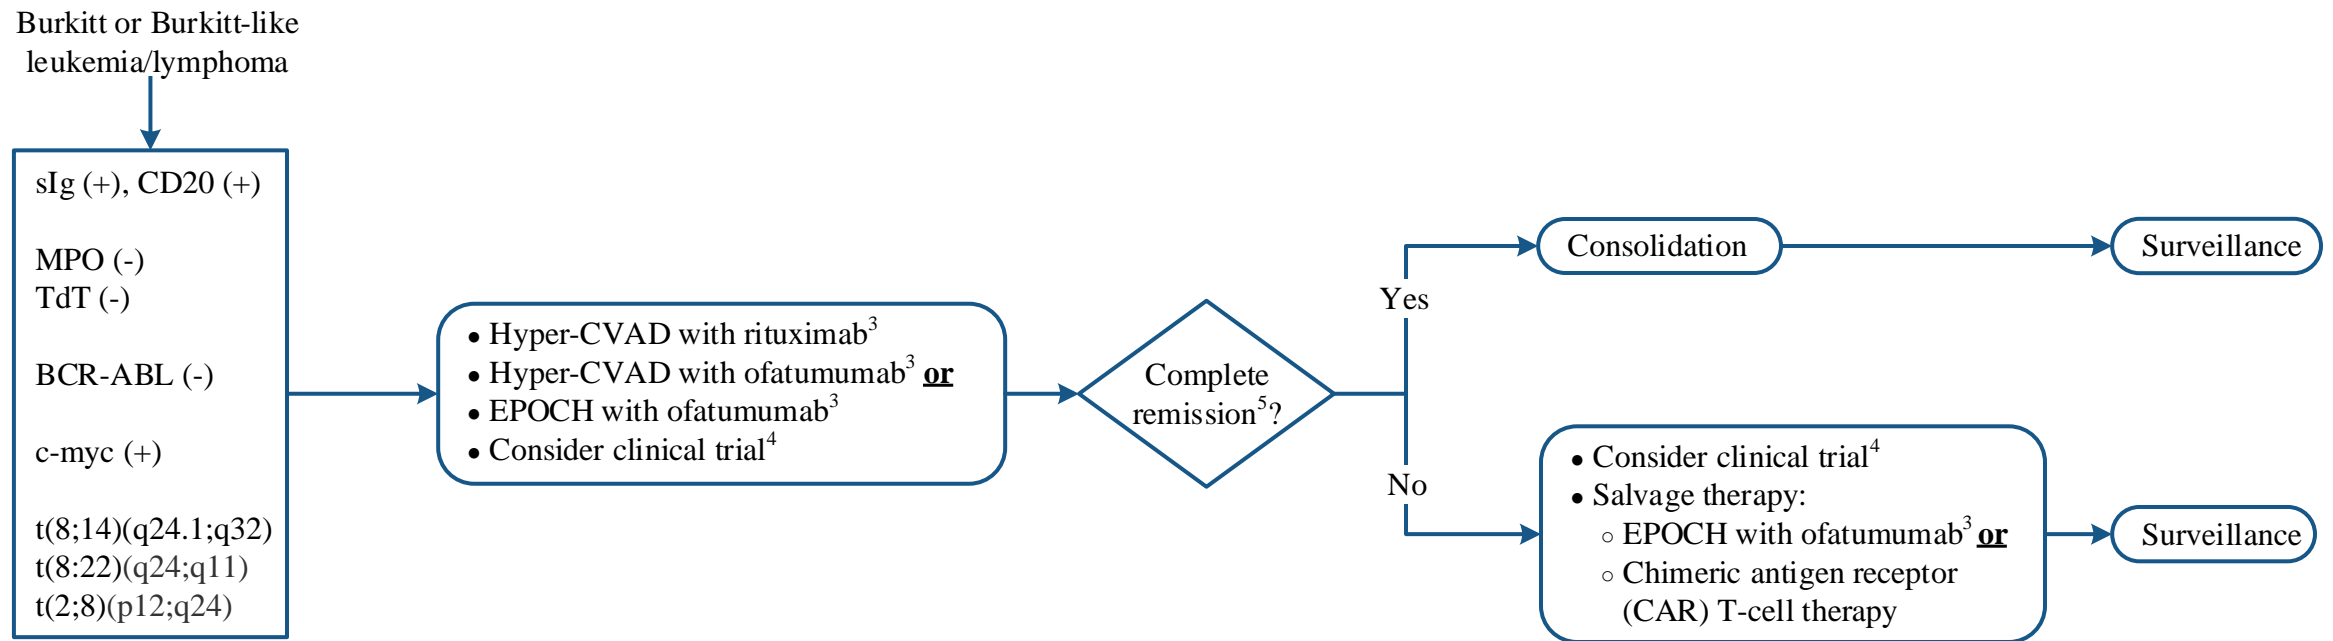 Burkitt or Burkitt-like
leukemia/lymphoma
sIg (+), CD20 (+)
MPO (-)
TdT (-)
BCR-ABL (-)
c-myc (+)
t(8;14)(q24.1;q32)
t(8:22)(q24;q11)
t(2;8)(p12;q24)
• Hyper-CVAD with rituximab³
• Hyper-CVAD with ofatumumab³ or
• EPOCH with ofatumumab³
• Consider clinical trial⁴
Complete
remission⁵?
Yes
Consolidation
Surveillance
No
• Consider clinical trial⁴
• Salvage therapy:
○ EPOCH with ofatumumab³ or
○ Chimeric antigen receptor
(CAR) T-cell therapy
Surveillance